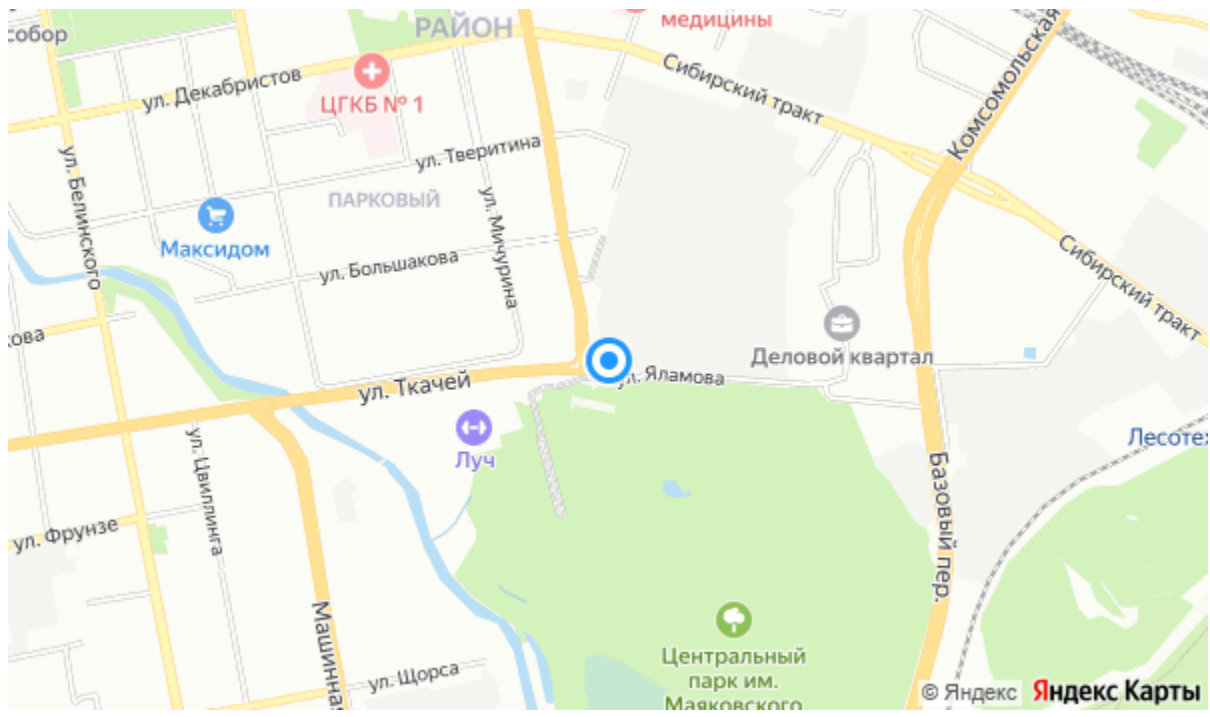 собор
РАЙОН
медицины
Комсомольская
ул. Декабристов
ЦГКБ № 1
Сибирский тракт
ул. Белинского
ул. Тверитина
ПАРКОВЫЙ
ул. Мичурина
Максидом
ул. Большакова
Сибирский тракт
кова
Деловой квартал
ул. Яламова
ул. Ткачей
Луч
Лесотех
ул. Цвиллинга
Базовый пер.
ул. Фрунзе
Машинная
ул. Щорса
Центральный
парк им.
Маяковского
© Яндекс Яндекс Карты